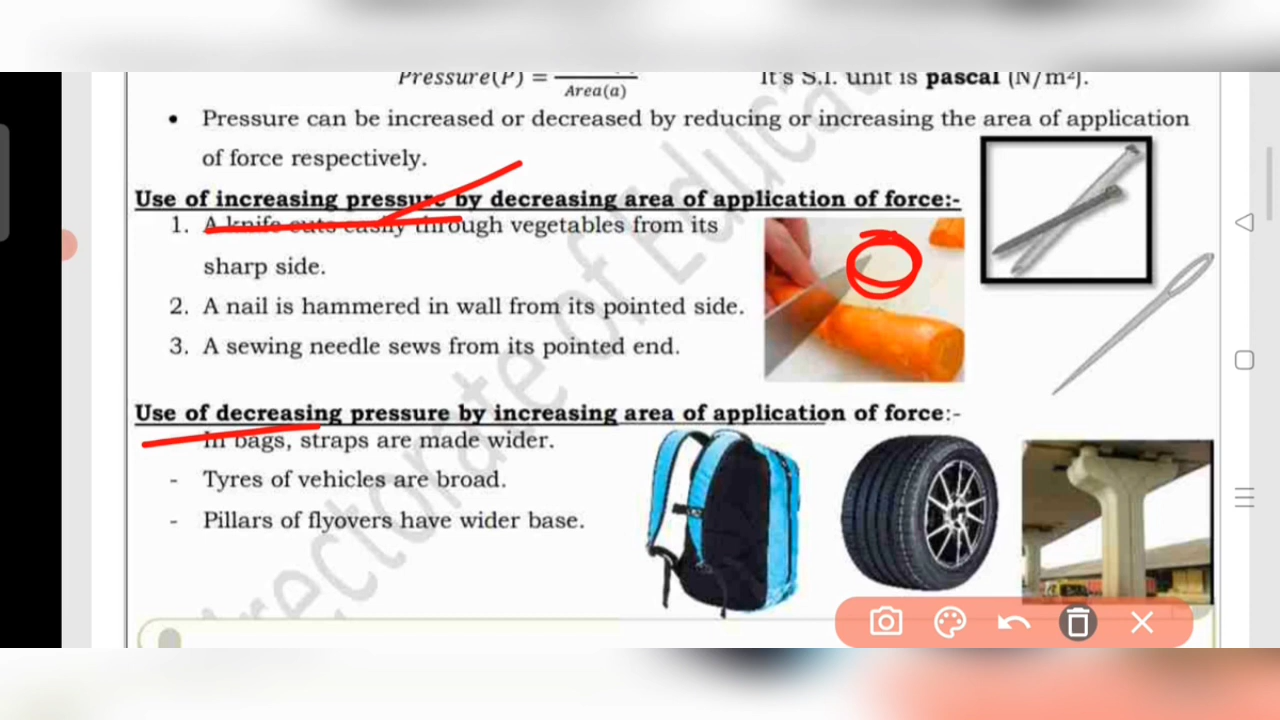 Pressure(P) =
Area(a)
It's S.I. unit is pascal (N/m²).
• Pressure can be increased or decreased by reducing or increasing the area of application
of force respectively.
Use of increasing pressure by decreasing area of application of force:-
1. A knife cuts easily through vegetables from its
sharp side.
2. A nail is hammered in wall from its pointed side.
3. A sewing needle sews from its pointed end.
Use of decreasing pressure by increasing area of application of force:-
In bags, straps are made wider.
- Tyres of vehicles are broad.
- Pillars of flyovers have wider base.
Directorate of Educat